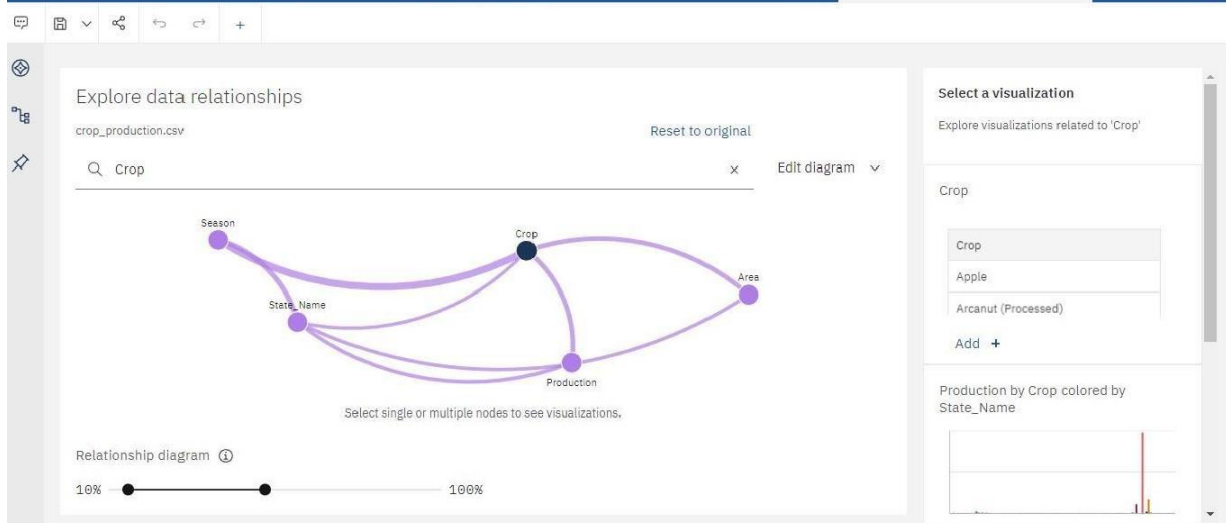 Explore data relationships
crop_production.csv
Reset to original
Crop
Edit diagram
Season
Crop
Area
State_Name
Production
Select single or multiple nodes to see visualizations.
Relationship diagram
10%
100%
Select a visualization
Explore visualizations related to 'Crop'
Crop
Crop
Apple
Arcanut (Processed)
Add +
Production by Crop colored by
State_Name